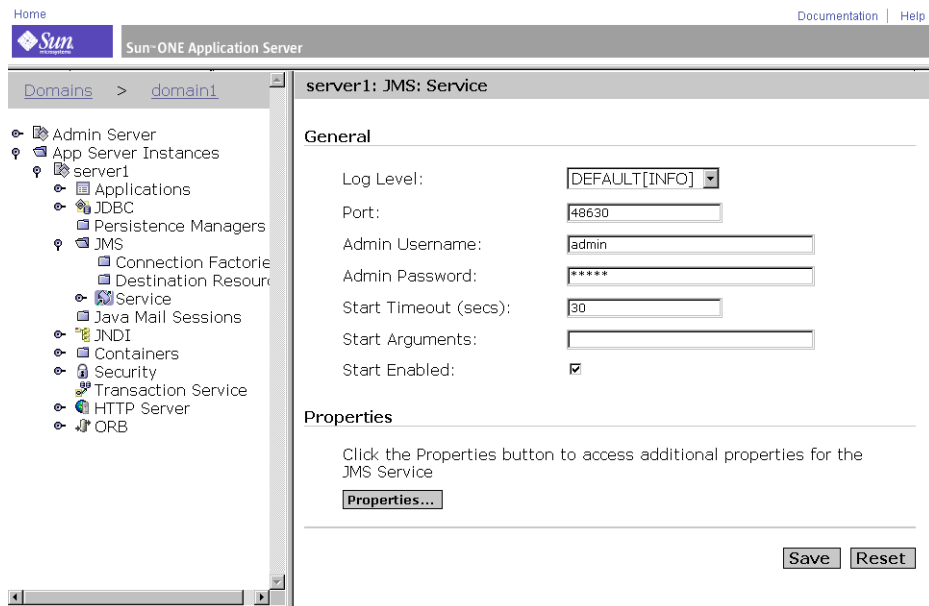 Home
Documentation | Help
Sun
microsystems
Sun™ ONE Application Server
Domains > domain1
Admin Server
App Server Instances
server1
Applications
JDBC
Persistence Managers
JMS
Connection Factorie
Destination Resour
Service
Java Mail Sessions
JNDI
Containers
Security
Transaction Service
HTTP Server
ORB
server1: JMS: Service
General
Log Level: DEFAULT[INFO]
Port: 48630
Admin Username: admin
Admin Password: *****
Start Timeout (secs): 30
Start Arguments:
Start Enabled:
Properties
Click the Properties button to access additional properties for the
JMS Service
Properties...
Save Reset